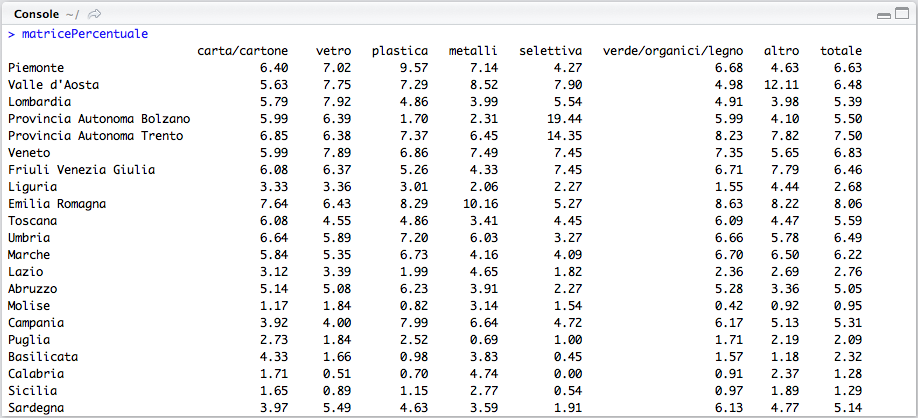 Console ~/
> matricePercentuale
carta/cartone vetro plastica metalli selettiva verde/organici/legno altro totale
Piemonte 6.40 7.02 9.57 7.14 4.27 6.68 4.63 6.63
Valle d'Aosta 5.63 7.75 7.29 8.52 7.90 4.98 12.11 6.48
Lombardia 5.79 7.92 4.86 3.99 5.54 4.91 3.98 5.39
Provincia Autonoma Bolzano 5.99 6.39 1.70 2.31 19.44 5.99 4.10 5.50
Provincia Autonoma Trento 6.85 6.38 7.37 6.45 14.35 8.23 7.82 7.50
Veneto 5.99 7.89 6.86 7.49 7.45 7.35 5.65 6.83
Friuli Venezia Giulia 6.08 6.37 5.26 4.33 7.45 6.71 7.79 6.46
Liguria 3.33 3.36 3.01 2.06 2.27 1.55 4.44 2.68
Emilia Romagna 7.64 6.43 8.29 10.16 5.27 8.63 8.22 8.06
Toscana 6.08 4.55 4.86 3.41 4.45 6.09 4.47 5.59
Umbria 6.64 5.89 7.20 6.03 3.27 6.66 5.78 6.49
Marche 5.84 5.35 6.73 4.16 4.09 6.70 6.50 6.22
Lazio 3.12 3.39 1.99 4.65 1.82 2.36 2.69 2.76
Abruzzo 5.14 5.08 6.23 3.91 2.27 5.28 3.36 5.05
Molise 1.17 1.84 0.82 3.14 1.54 0.42 0.92 0.95
Campania 3.92 4.00 7.99 6.64 4.72 6.17 5.13 5.31
Puglia 2.73 1.84 2.52 0.69 1.00 1.71 2.19 2.09
Basilicata 4.33 1.66 0.98 3.83 0.45 1.57 1.18 2.32
Calabria 1.71 0.51 0.70 4.74 0.00 0.91 2.37 1.28
Sicilia 1.65 0.89 1.15 2.77 0.54 0.97 1.89 1.29
Sardegna 3.97 5.49 4.63 3.59 1.91 6.13 4.77 5.14